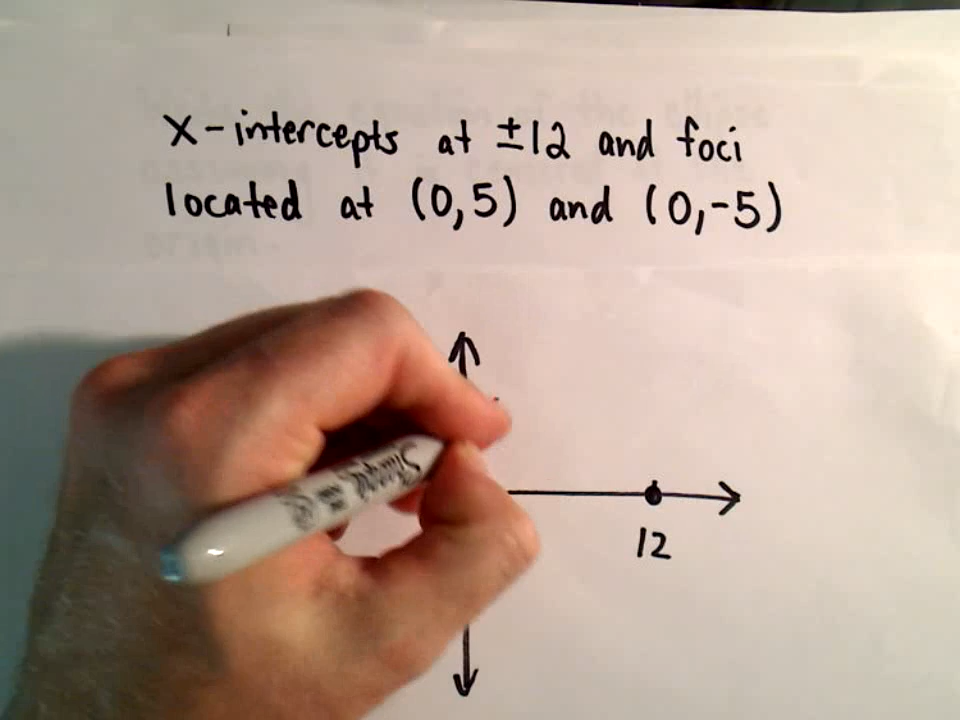 X-intercepts at ±12 and foci
located at (0,5) and (0,-5)
12